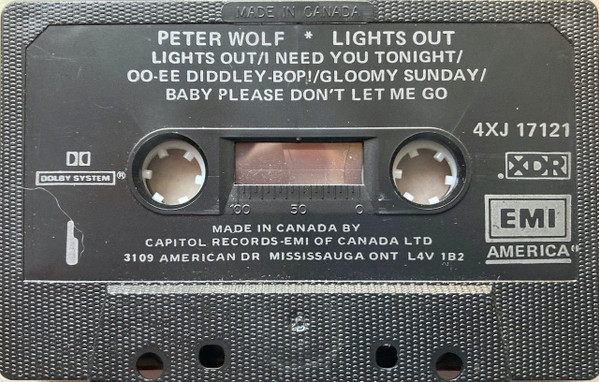 MADE IN CANADA
PETER WOLF * LIGHTS OUT
LIGHTS OUT/I NEED YOU TONIGHT/
OO-EE DIDDLEY-BOP!/GLOOMY SUNDAY/
BABY PLEASE DON'T LET ME GO
4XJ 17121
XDR
DOLBY SYSTEM®
EMI
AMERICA®
100 50 0
MADE IN CANADA BY
CAPITOL RECORDS-EMI OF CANADA LTD
3109 AMERICAN DR MISSISSAUGA ONT L4V 1B2
1